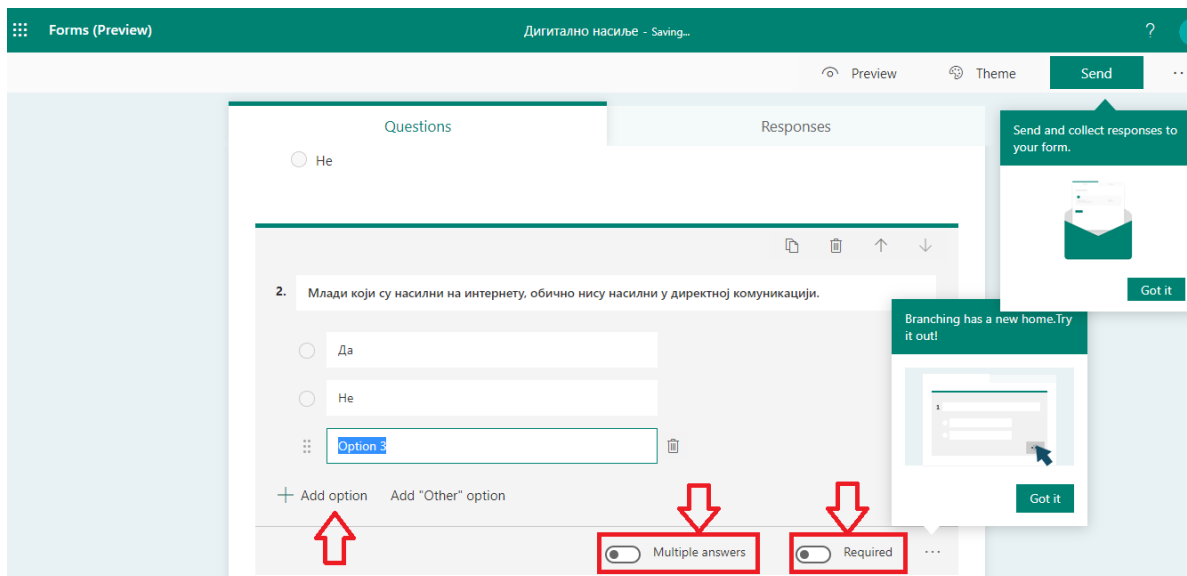 Forms (Preview)
Дигитално насиље - Saving...
?
Preview
Theme
Send
Questions
Responses
Send and collect responses to
your form.
Не
Got it
2.
Млади који су насилни на интернету, обично нису насилни у директној комуникацији.
Branching has a new home.Try
it out!
Да
Не
1
Option 3
+ Add option
Add "Other" option
Got it
Multiple answers
Required